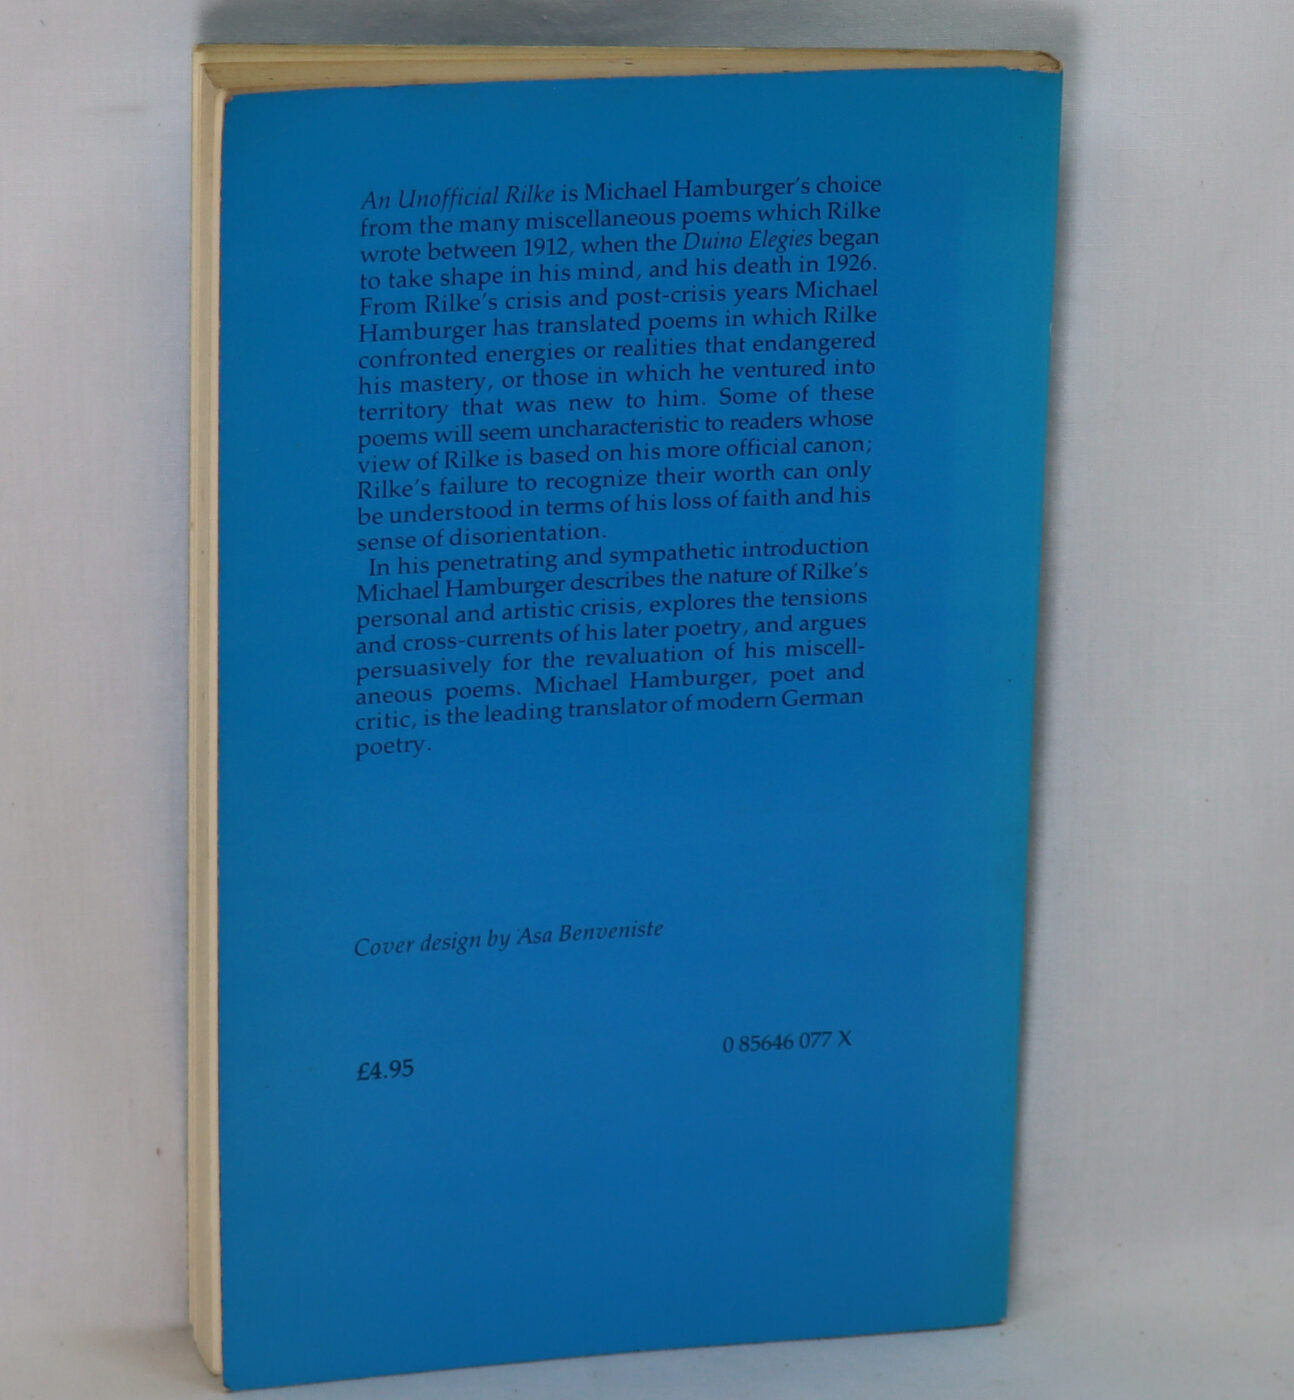 An Unofficial Rilke is Michael Hamburger's choice
from the many miscellaneous poems which Rilke
wrote between 1912, when the Duino Elegies began
to take shape in his mind, and his death in 1926.
From Rilke's crisis and post-crisis years Michael
Hamburger has translated poems in which Rilke
confronted energies or realities that endangered
his mastery, or those in which he ventured into
territory that was new to him. Some of these
poems will seem uncharacteristic to readers whose
view of Rilke is based on his more official canon;
Rilke's failure to recognize their worth can only
be understood in terms of his loss of faith and his
sense of disorientation.
In his penetrating and sympathetic introduction
Michael Hamburger describes the nature of Rilke's
personal and artistic crisis, explores the tensions
and cross-currents of his later poetry, and argues
persuasively for the revaluation of his miscell-
aneous poems. Michael Hamburger, poet and
critic, is the leading translator of modern German
poetry.
Cover design by Asa Benveniste
£4.95
0 85646 077 X